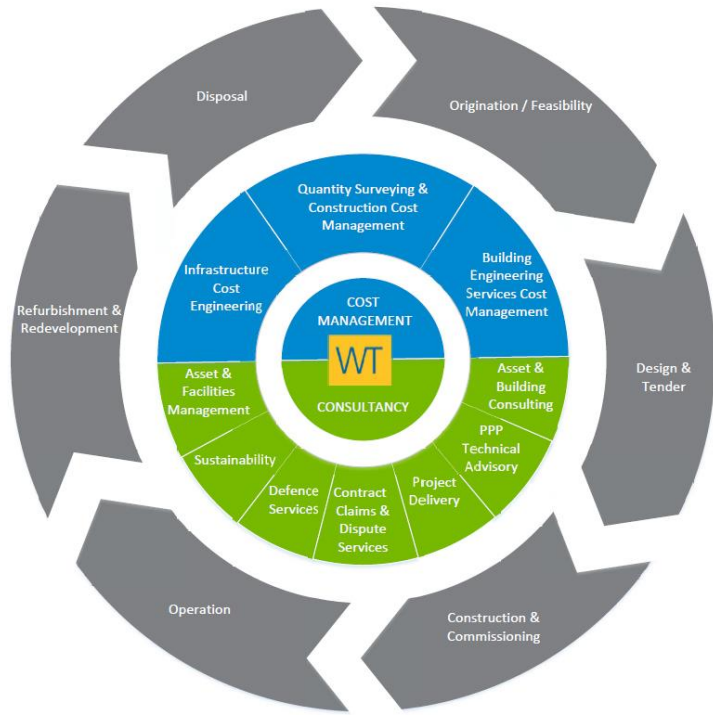 Disposal
Origination / Feasibility
Quantity Surveying &
Construction Cost
Management
Infrastructure
Cost
Engineering
Building
Engineering
Services Cost
Management
COST
MANAGEMENT
WT
CONSULTANCY
Refurbishment &
Redevelopment
Design &
Tender
Asset &
Facilities
Management
Asset &
Building
Consulting
Sustainability
PPP
Technical
Advisory
Defence
Services
Contract
Claims &
Dispute
Services
Project
Delivery
Operation
Construction &
Commissioning